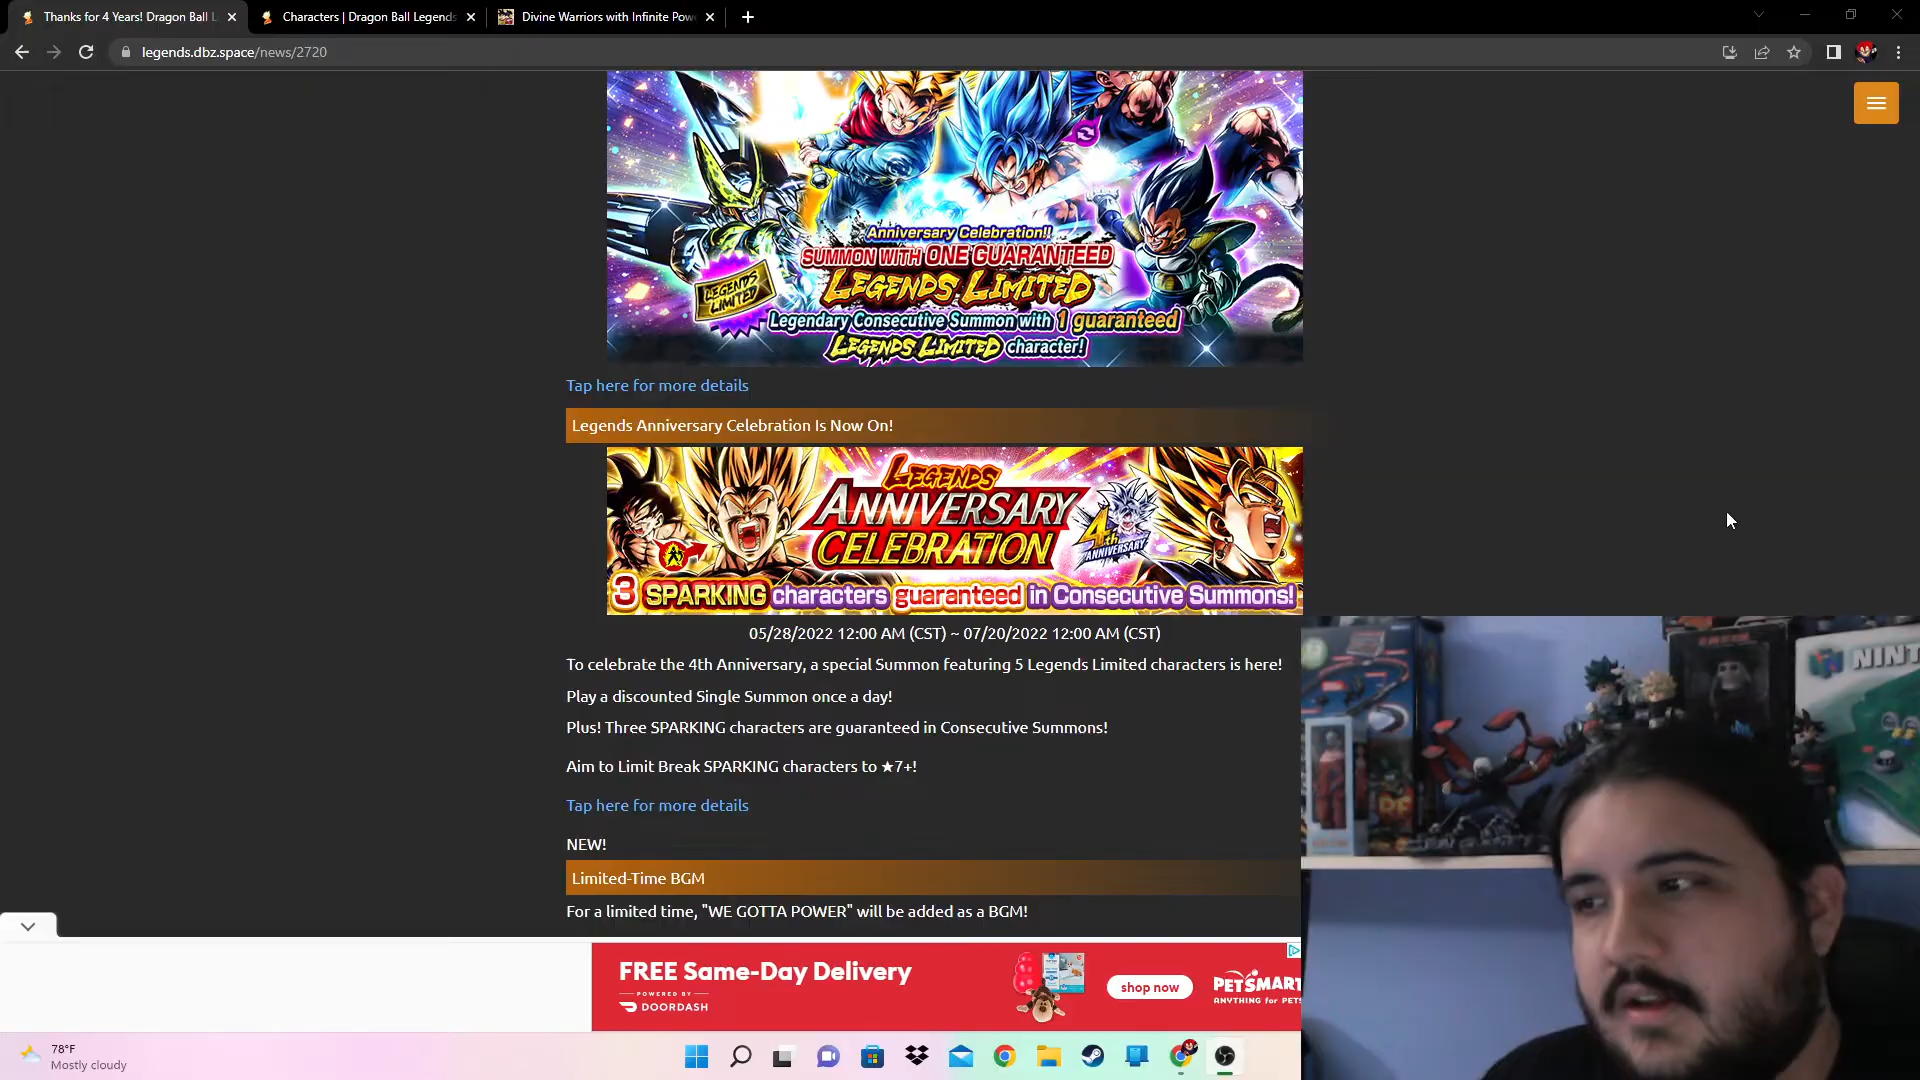 Thanks for 4 Years! Dragon Ball L
Characters | Dragon Ball Legends
Divine Warriors with Infinite Pow
legends.dbz.space/news/2720
Anniversary Celebration!!
SUMMON WITH ONE GUARANTEED
LEGENDS LIMITED
LEGENDS LIMITED
Legendary Consecutive Summon with 1 guaranteed
LEGENDS LIMITED character!
Tap here for more details
Legends Anniversary Celebration Is Now On!
LEGENDS
ANNIVERSARY
CELEBRATION
4th
ANNIVERSARY
3 SPARKING characters guaranteed in Consecutive Summons!
05/28/2022 12:00 AM (CST) ~ 07/20/2022 12:00 AM (CST)
To celebrate the 4th Anniversary, a special Summon featuring 5 Legends Limited characters is here!
Play a discounted Single Summon once a day!
Plus! Three SPARKING characters are guaranteed in Consecutive Summons!
Aim to Limit Break SPARKING characters to ★7+!
Tap here for more details
NEW!
Limited-Time BGM
For a limited time, "WE GOTTA POWER" will be added as a BGM!
FREE Same-Day Delivery
POWERED BY
DOORDASH
shop now
PETSMART
ANYTHING for PETS
NIN
78°F
Mostly cloudy